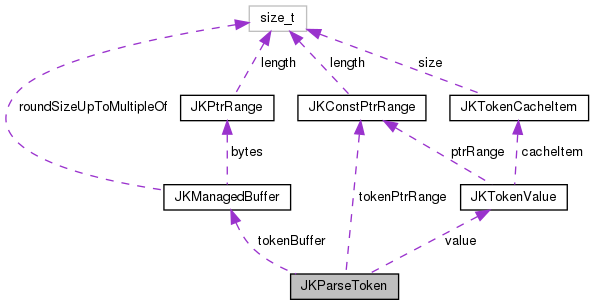 size_t
length
length
size
roundSizeUpToMultipleOf
JKPtrRange
JKConstPtrRange
JKTokenCacheItem
bytes
ptrRange
cacheItem
JKManagedBuffer
tokenPtrRange
JKTokenValue
tokenBuffer
value
JKParseToken